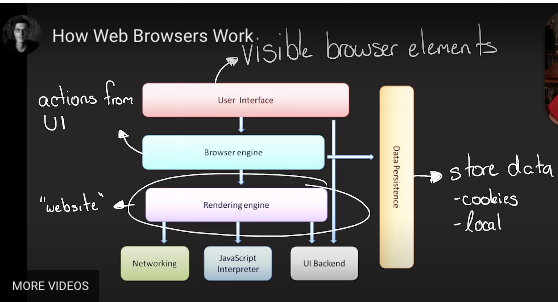 How Web Browsers Work
visible browser elements
actions from
UI
User Interface
Browser engine
Data Persistence
store data
-cookies
-local
"website"
Rendering engine
Networking
JavaScript
Interpreter
UI Backend
MORE VIDEOS